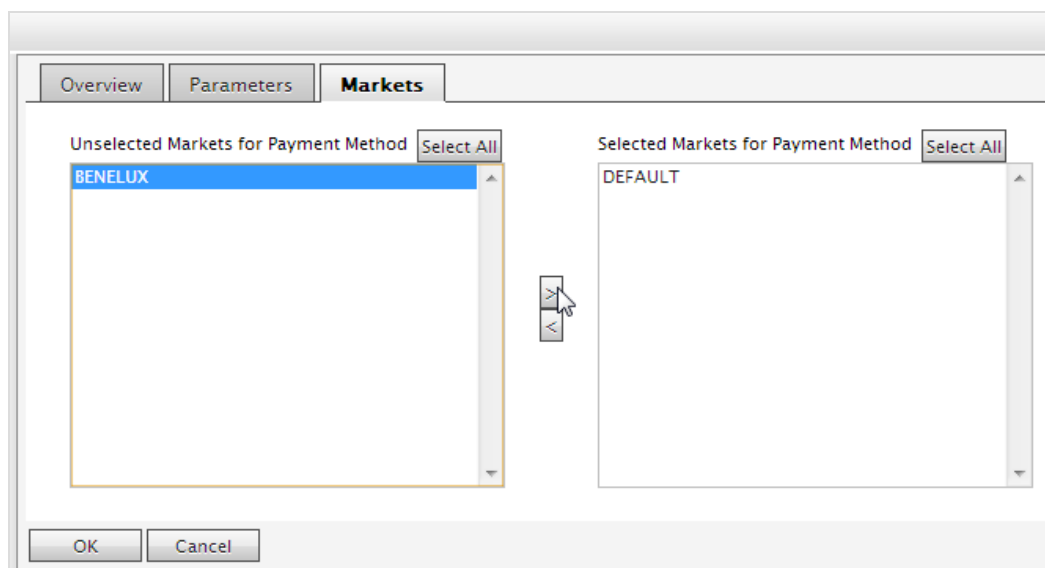 Overview Parameters Markets
Unselected Markets for Payment Method Select All Selected Markets for Payment Method Select All
BENELUX DEFAULT
>
<
OK Cancel